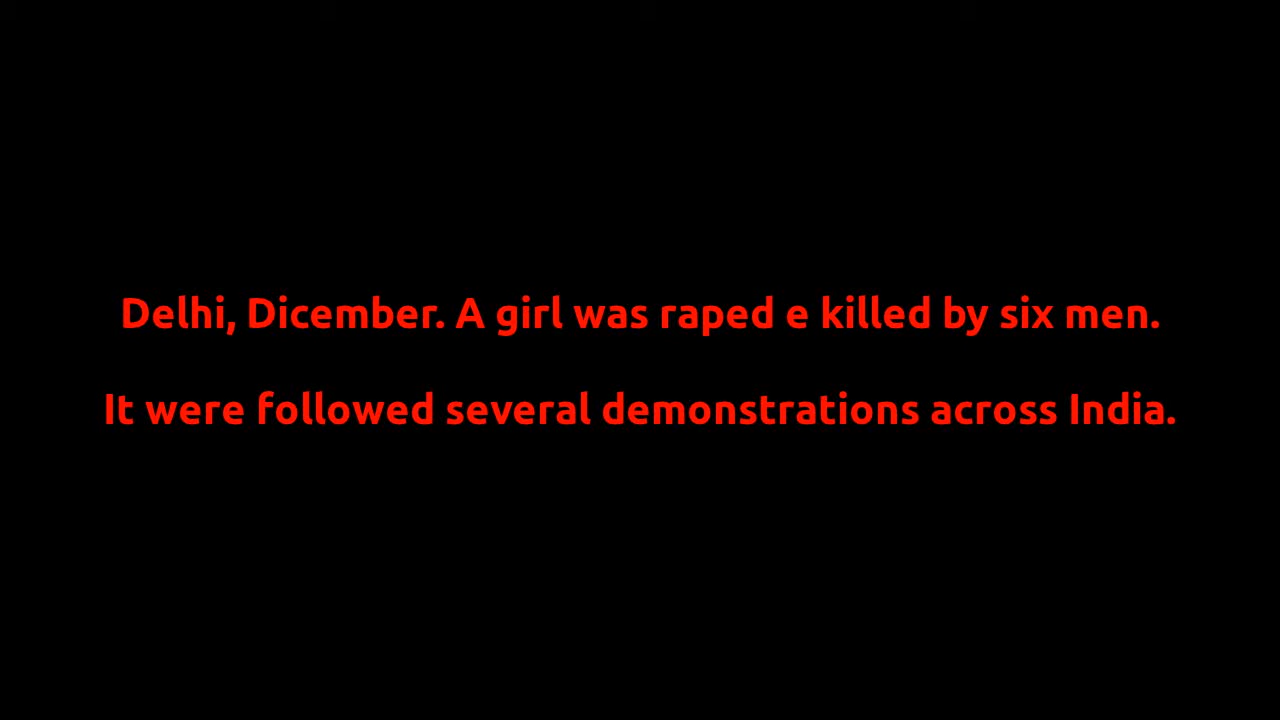 Delhi, Dicember. A girl was raped e killed by six men.
It were followed several demonstrations across India.